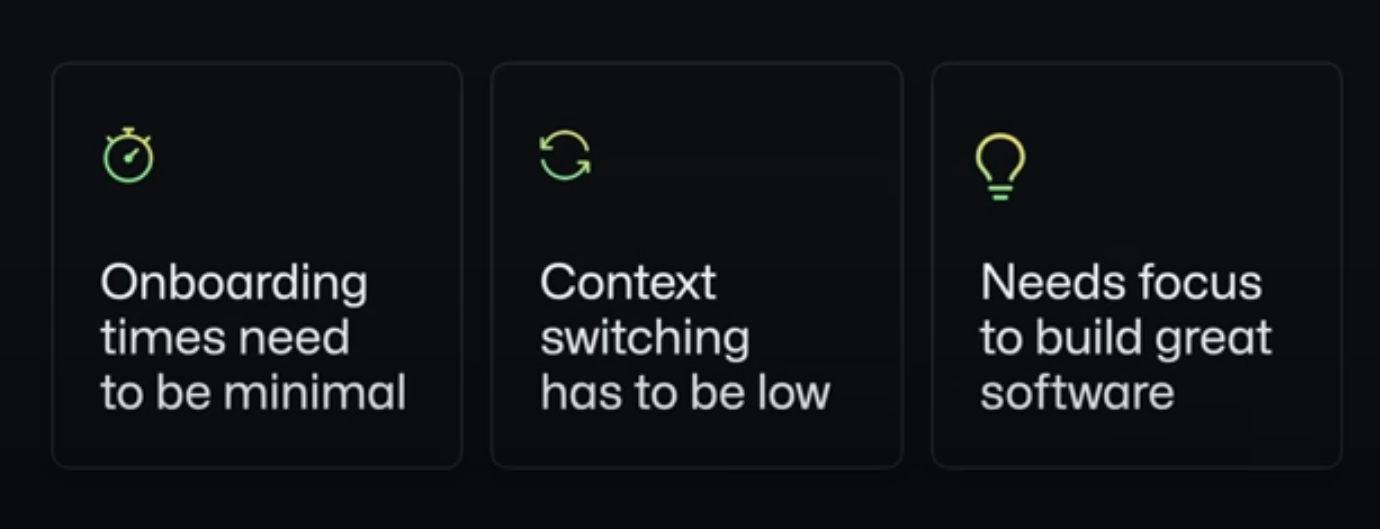 Onboarding
times need
to be minimal
Context
switching
has to be low
Needs focus
to build great
software